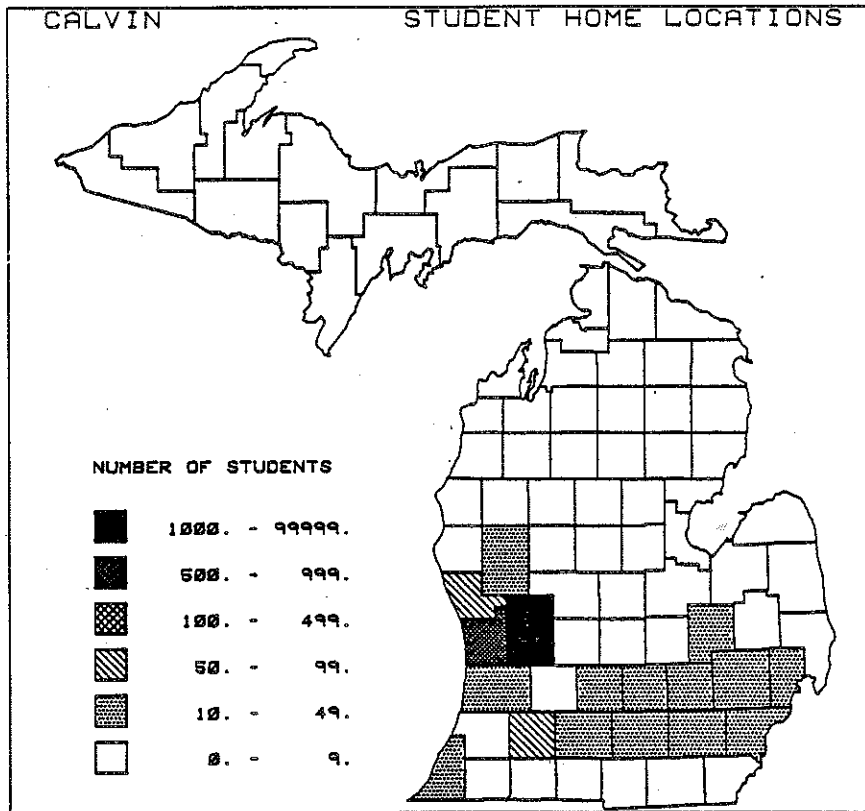 CALVIN STUDENT HOME LOCATIONS
NUMBER OF STUDENTS
1000. - 99999.
500. - 999.
100. - 499.
50. - 99.
10. - 49.
0. - 9.